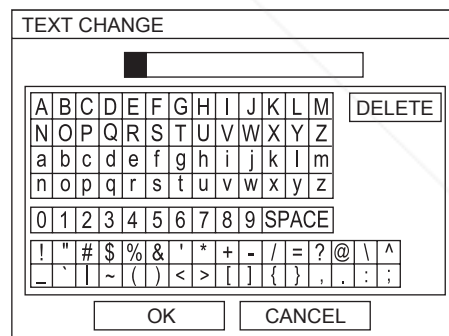 TEXT CHANGE
A B C D E F G H I J K L M DELETE
N O P Q R S T U V W X Y Z
a b c d e f g h i j k l m
n o p q r s t u v w x y z
0 1 2 3 4 5 6 7 8 9 SPACE
! " # $ % & ' * + - / = ? @ \ ^
_ ` | ~ ( ) < > [ ] { } , . : ;
OK CANCEL